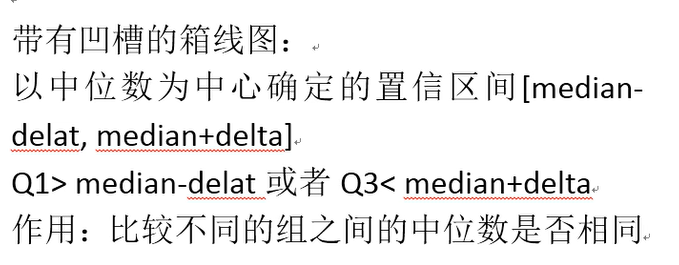 带有凹槽的箱线图：
以中位数为中心确定的置信区间[median-
delat, median+delta]
Q1> median-delat 或者 Q3< median+delta
作用：比较不同的组之间的中位数是否相同